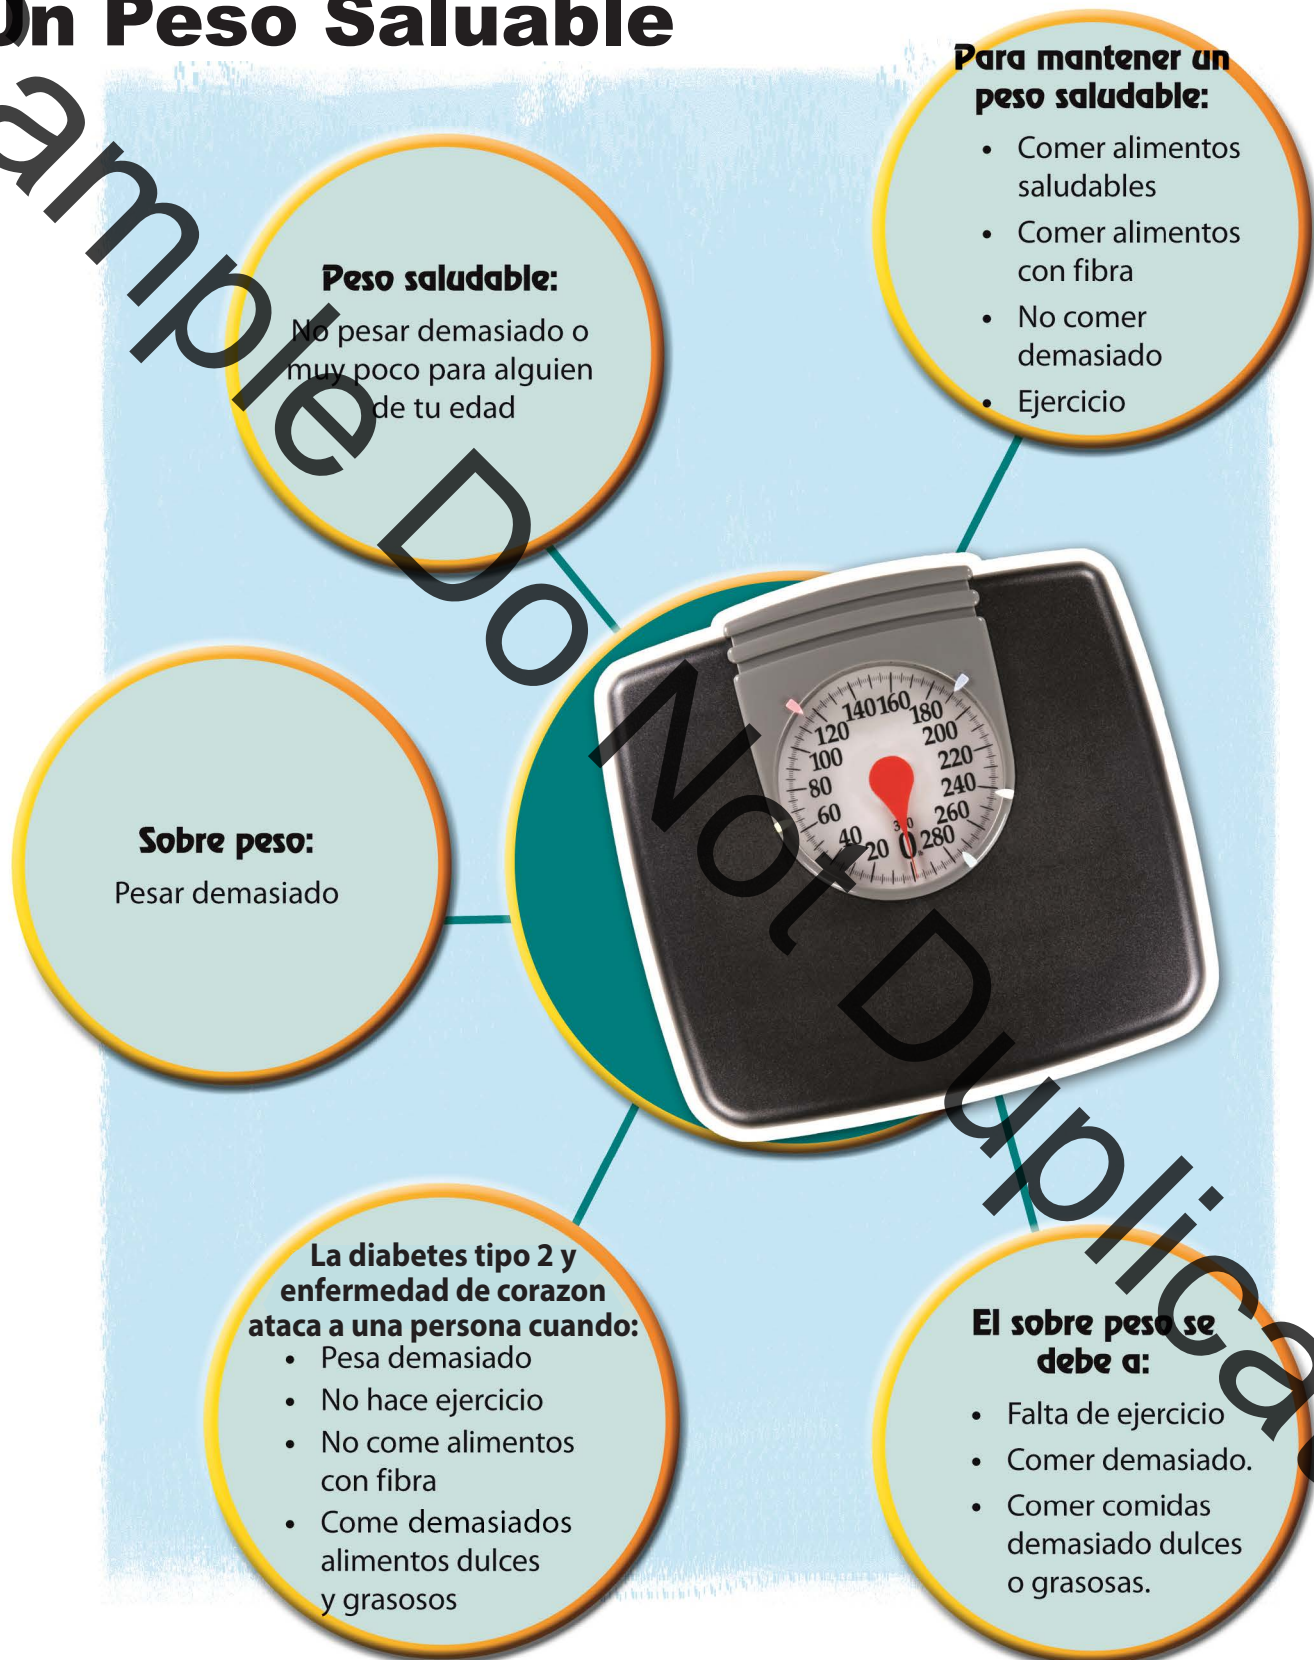 Un Peso Saluable
Para mantener un
peso saludable:
• Comer alimentos
saludables
• Comer alimentos
con fibra
• No comer
demasiado
• Ejercicio
Peso saludable:
No pesar demasiado o
muy poco para alguien
de tu edad
Sobre peso:
Pesar demasiado
140 160
120 180
100 200
80 220
60 240
40 260
20 0 280
La diabetes tipo 2 y
enfermedad de corazon
ataca a una persona cuando:
• Pesa demasiado
• No hace ejercicio
• No come alimentos
con fibra
• Come demasiados
alimentos dulces
y grasosos
El sobre peso se
debe a:
• Falta de ejercicio
• Comer demasiado.
• Comer comidas
demasiado dulces
o grasosas.
Do Not